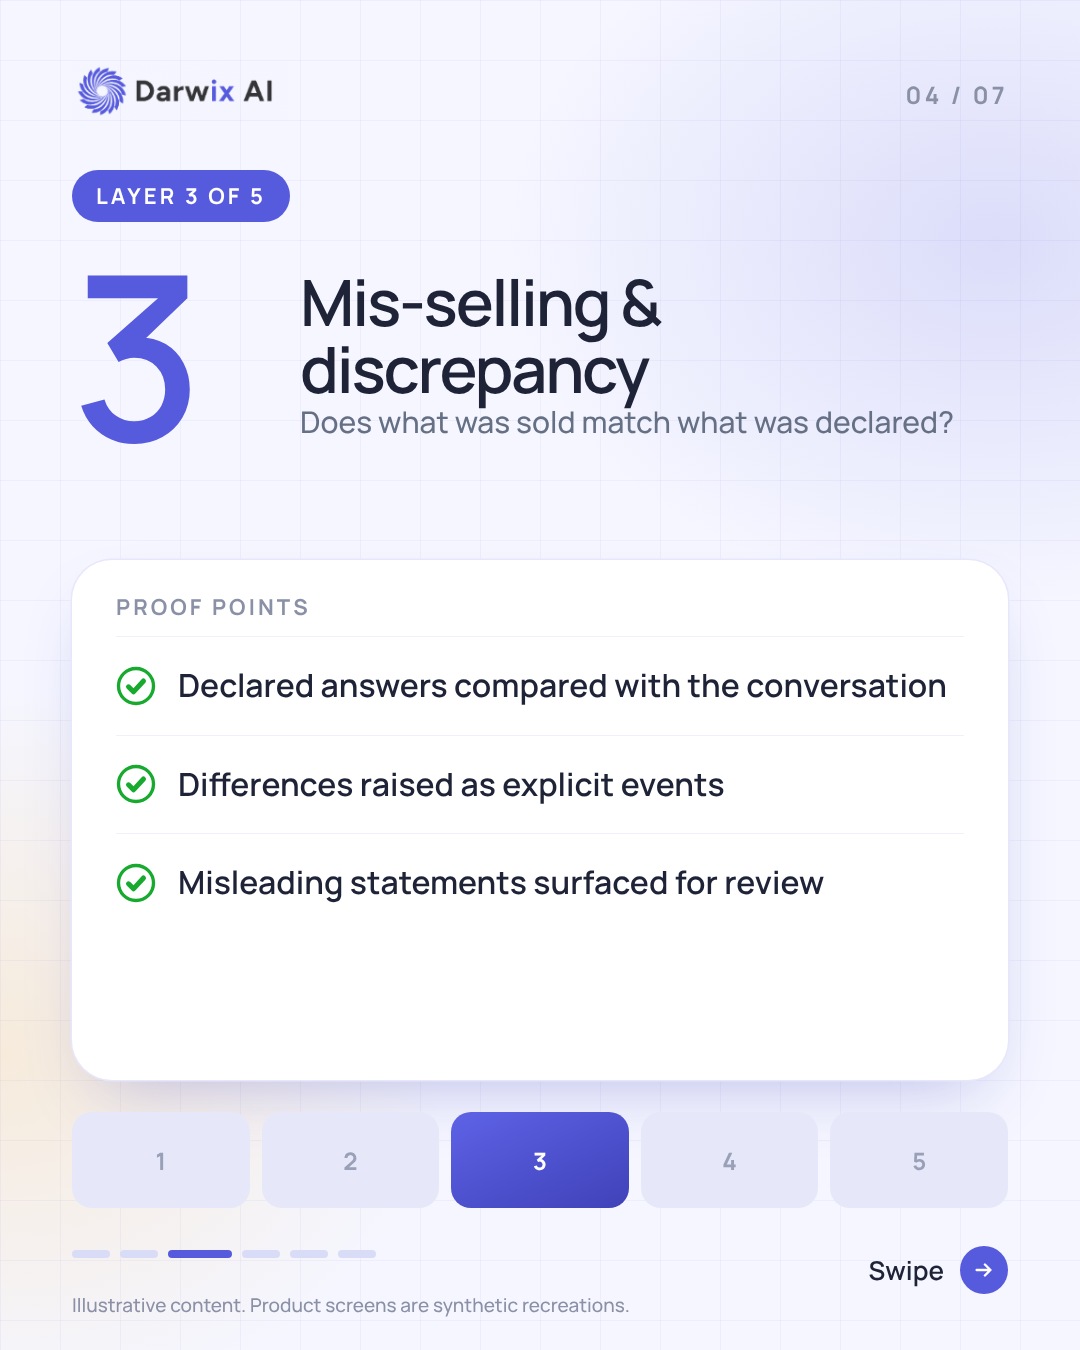 Darwix AI
04 / 07
LAYER 3 OF 5
3
Mis-selling &
discrepancy
Does what was sold match what was declared?
PROOF POINTS
Declared answers compared with the conversation
Differences raised as explicit events
Misleading statements surfaced for review
1
2
3
4
5
Swipe
Illustrative content. Product screens are synthetic recreations.